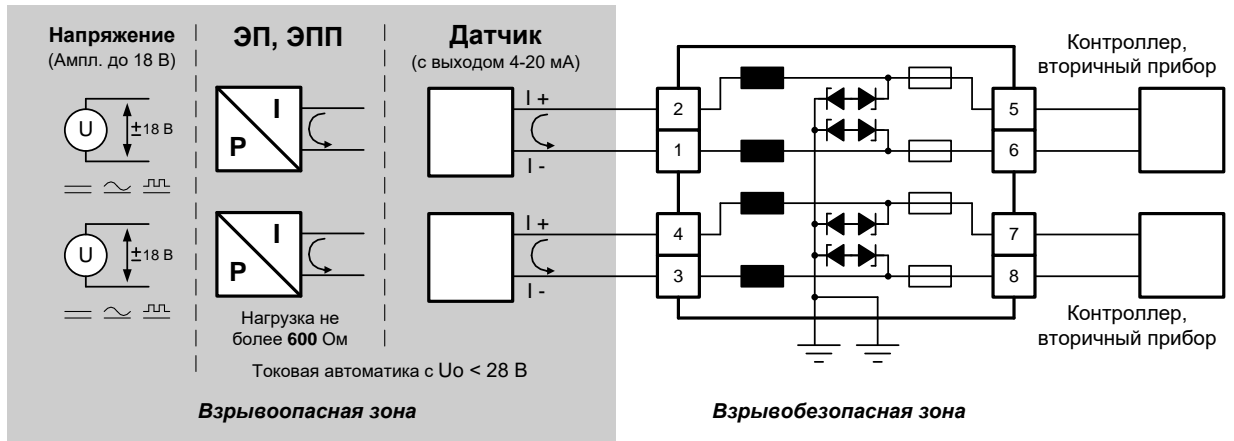 Напряжение
(Ампл. до 18 В)
ЭП, ЭПП
Датчик
(с выходом 4-20 мА)
Контроллер,
вторичный прибор
U
±18 В
I
P
I +
I -
2
1
5
6
U
±18 В
I
P
I +
I -
4
3
7
8
Нагрузка не
более 600 Ом
Контроллер,
вторичный прибор
Токовая автоматика с Uo < 28 В
Взрывоопасная зона
Взрывобезопасная зона